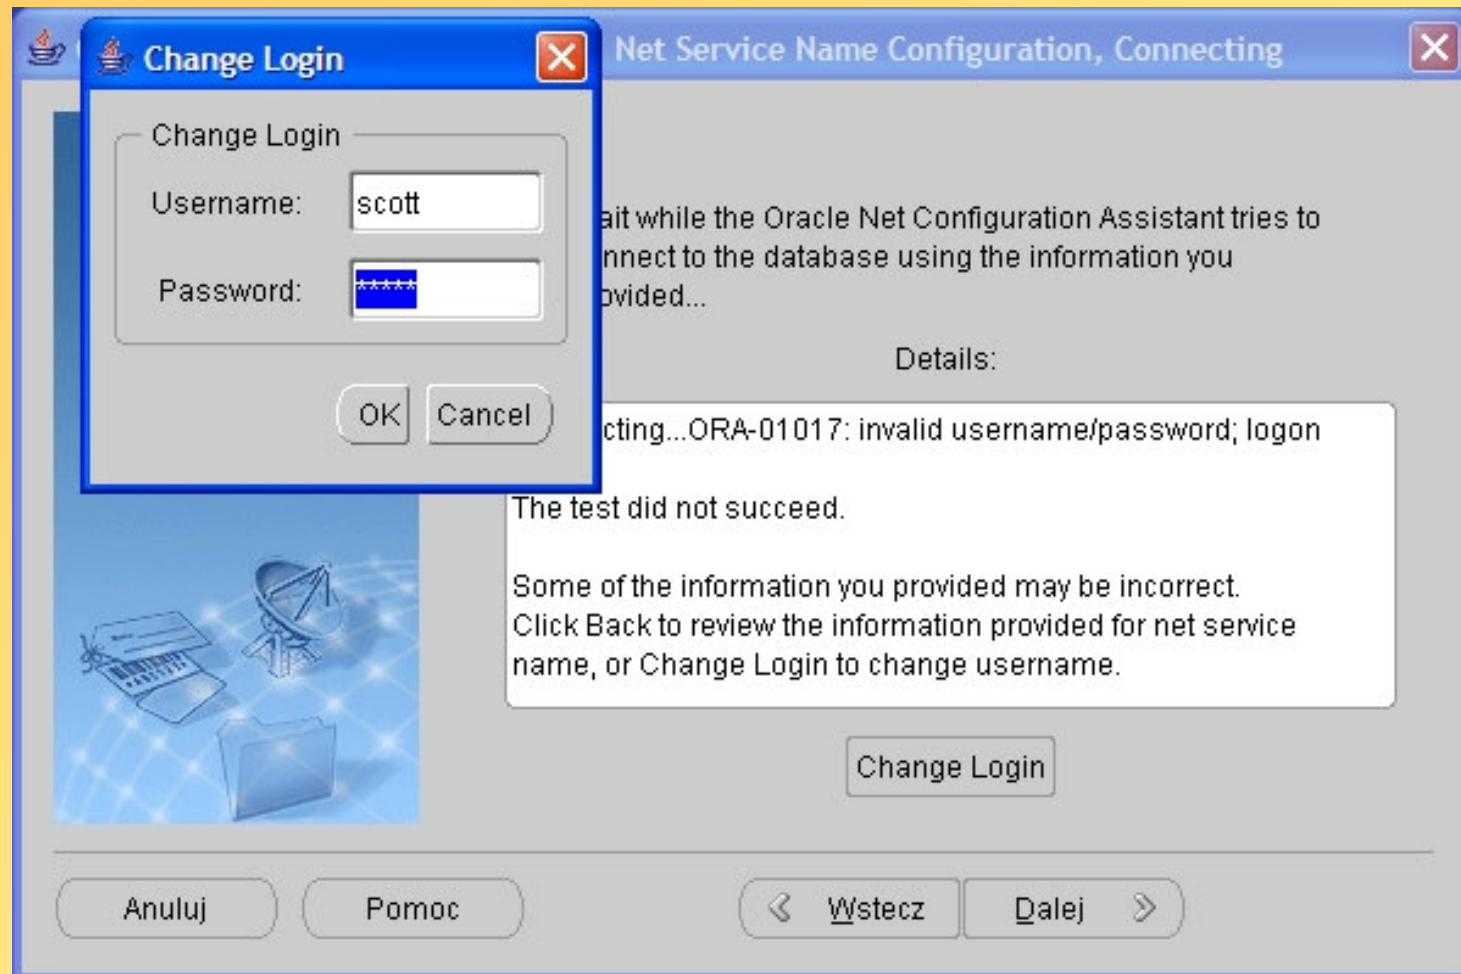 Change Login
Net Service Name Configuration, Connecting
Change Login
Username: scott
Password: *****
OK Cancel
ait while the Oracle Net Configuration Assistant tries to
nnect to the database using the information you
ovided...
Details:
cting...ORA-01017: invalid username/password; logon
The test did not succeed.
Some of the information you provided may be incorrect.
Click Back to review the information provided for net service
name, or Change Login to change username.
Change Login
Anuluj Pomoc Wstecz Dalej